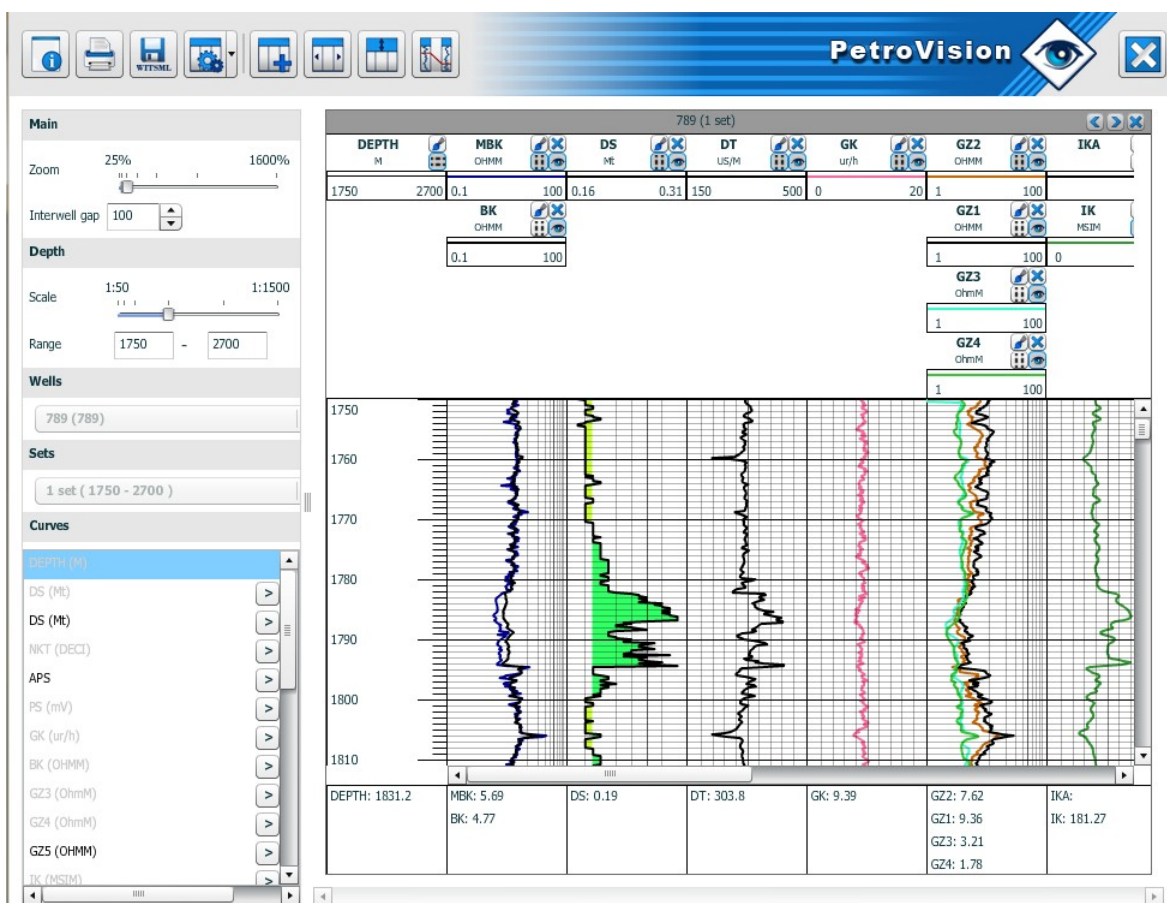 WITSML
PetroVision
Main
Zoom 25% 1600%
Interwell gap 100
Depth
Scale 1:50 1:1500
Range 1750 - 2700
Wells
789 (789)
Sets
1 set ( 1750 - 2700 )
Curves
DEPTH (M)
DS (Mt)
DS (Mt)
NKT (DECI)
APS
PS (mV)
GK (ur/h)
BK (OHMM)
GZ3 (OhmM)
GZ4 (OhmM)
GZ5 (OHMM)
IK (MSIM)
789 (1 set)
DEPTH MBK DS DT GK GZ2 IKA
M OHMM Mt US/M ur/h OHMM
1750 2700 0.1 100 0.16 0.31 150 500 0 20 1 100
BK GZ1 IK
OHMM OHMM MSIM
0.1 100 1 100 0
GZ3
OhmM
1 100
GZ4
OhmM
1 100
1750
1760
1770
1780
1790
1800
1810
DEPTH: 1831.2 MBK: 5.69 DS: 0.19 DT: 303.8 GK: 9.39 GZ2: 7.62 IKA:
BK: 4.77 GZ1: 9.36 IK: 181.27
GZ3: 3.21
GZ4: 1.78